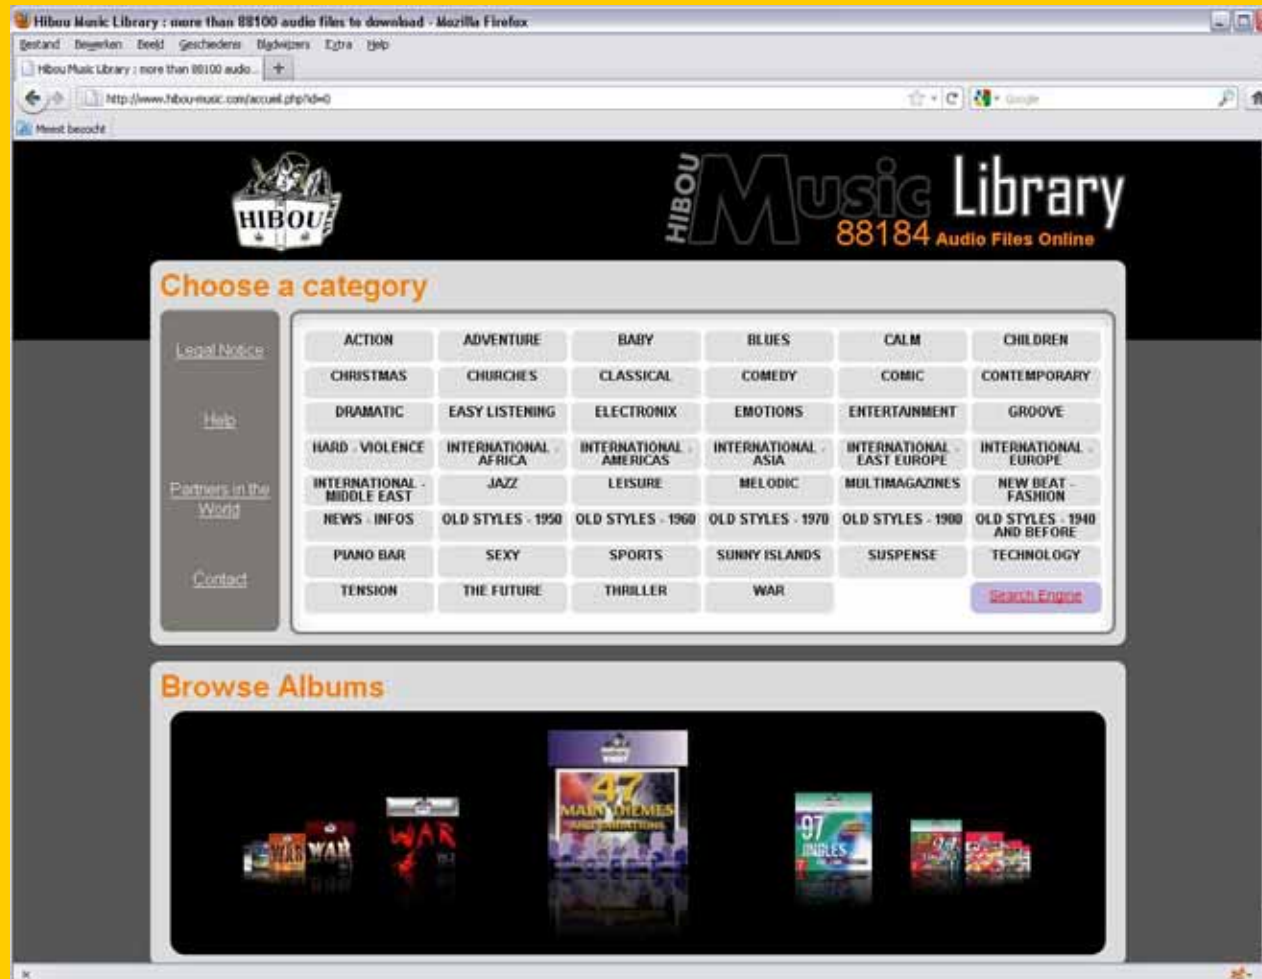 Hibou Music Library : more than 88100 audio files to download - Mozilla Firefox
Bestand Bewerken Beeld Geschiedenis Bladwijzers Extra Help
Hibou Music Library : more than 88100 audio... +
http://www.hibou-music.com/accueil.php?id=0
Google
Meest bezocht
HIBOU
HIBOU Music Library
88184 Audio Files Online
Choose a category
Legal Notice
Help
Partners in the
World
Contact
ACTION ADVENTURE BABY BLUES CALM CHILDREN
CHRISTMAS CHURCHES CLASSICAL COMEDY COMIC CONTEMPORARY
DRAMATIC EASY LISTENING ELECTRONIX EMOTIONS ENTERTAINMENT GROOVE
HARD - VIOLENCE INTERNATIONAL - AFRICA INTERNATIONAL - AMERICAS INTERNATIONAL - ASIA INTERNATIONAL - EAST EUROPE INTERNATIONAL - EUROPE
INTERNATIONAL - MIDDLE EAST JAZZ LEISURE MELODIC MULTIMAGAZINES NEW BEAT - FASHION
NEWS - INFOS OLD STYLES - 1950 OLD STYLES - 1960 OLD STYLES - 1970 OLD STYLES - 1980 OLD STYLES - 1940 AND BEFORE
PIANO BAR SEXY SPORTS SUNNY ISLANDS SUSPENSE TECHNOLOGY
TENSION THE FUTURE THRILLER WAR Search Engine
Browse Albums
WAR
WAR
WAR
47
MAIN THEMES
AND VARIATIONS
97
JINGLES